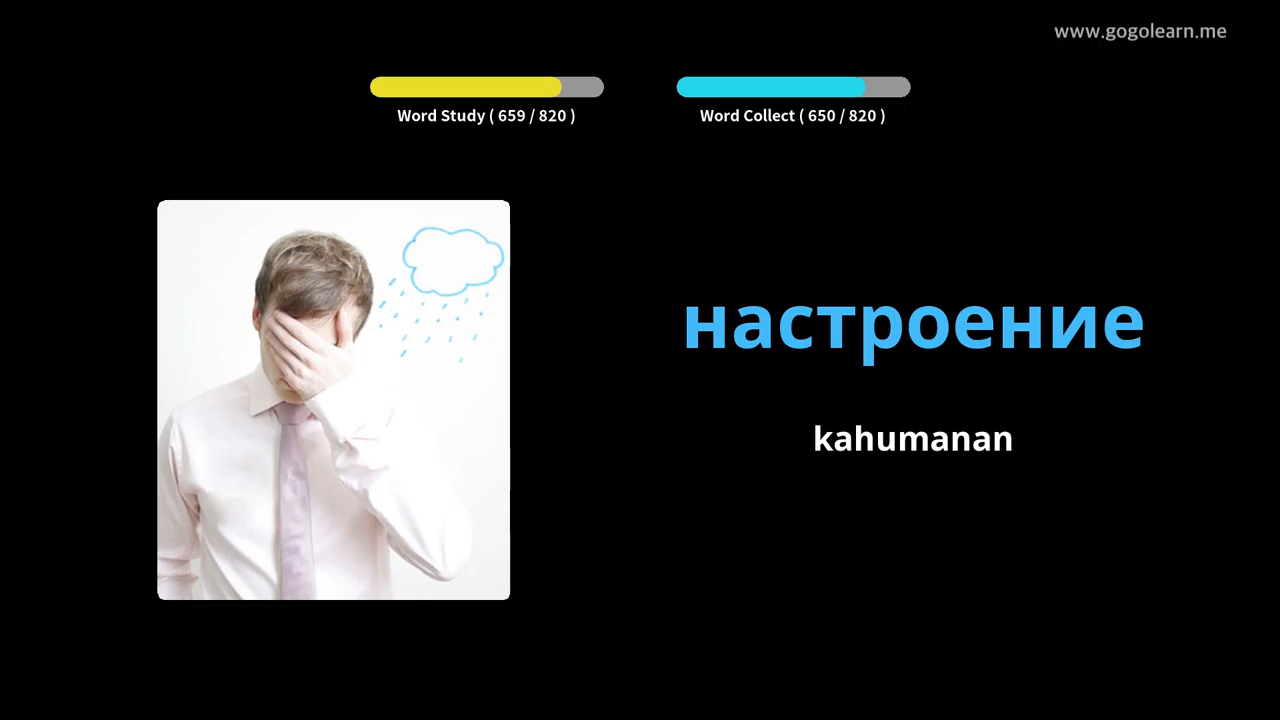 www.gogolearn.me
Word Study ( 659 / 820 )
Word Collect ( 650 / 820 )
настроение
kahumanan